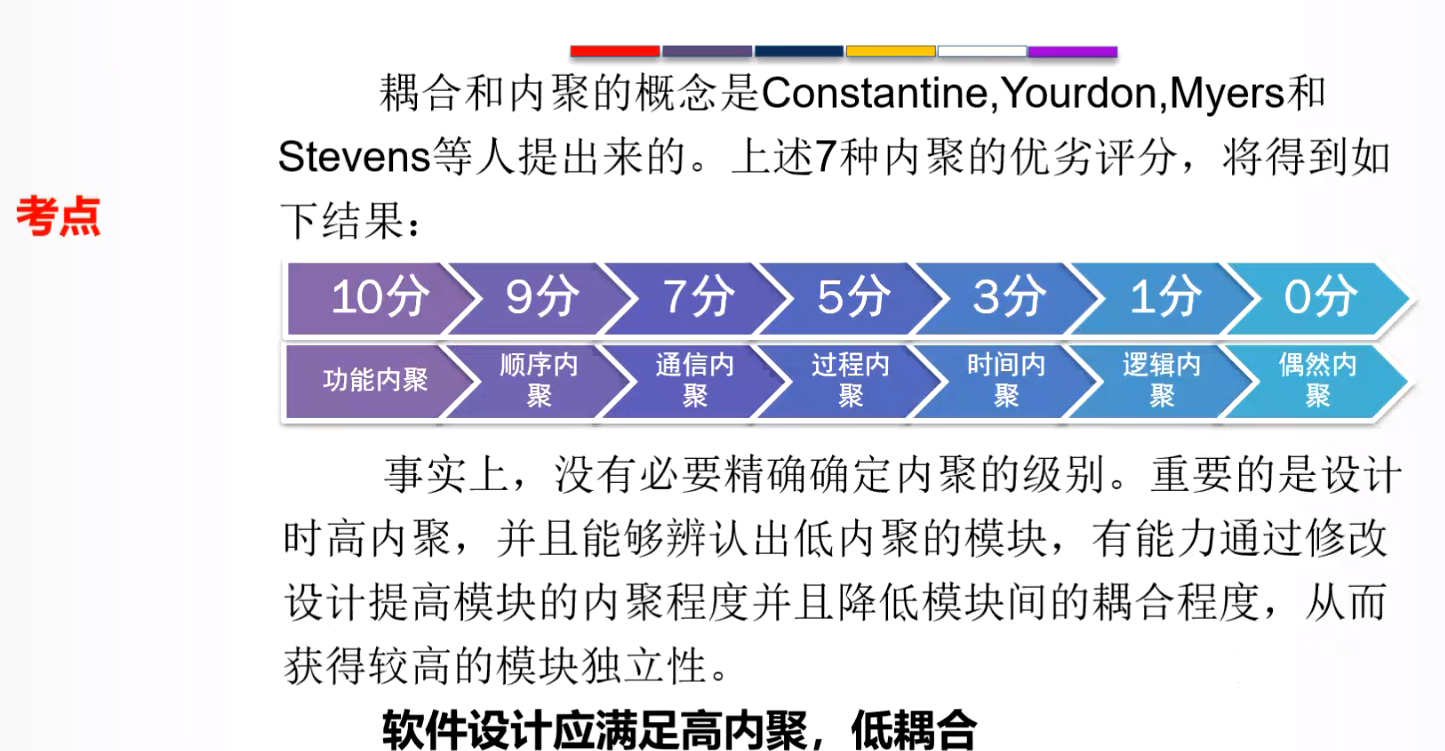 耦合和内聚的概念是Constantine,Yourdon,Myers和
Stevens等人提出来的。上述7种内聚的优劣评分，将得到如
考点
下结果：
10分 9分 7分 5分 3分 1分 0分
功能内聚 顺序内聚 通信内聚 过程内聚 时间内聚 逻辑内聚 偶然内聚
事实上，没有必要精确确定内聚的级别。重要的是设计
时高内聚，并且能够辨认出低内聚的模块，有能力通过修改
设计提高模块的内聚程度并且降低模块间的耦合程度，从而
获得较高的模块独立性。
软件设计应满足高内聚，低耦合